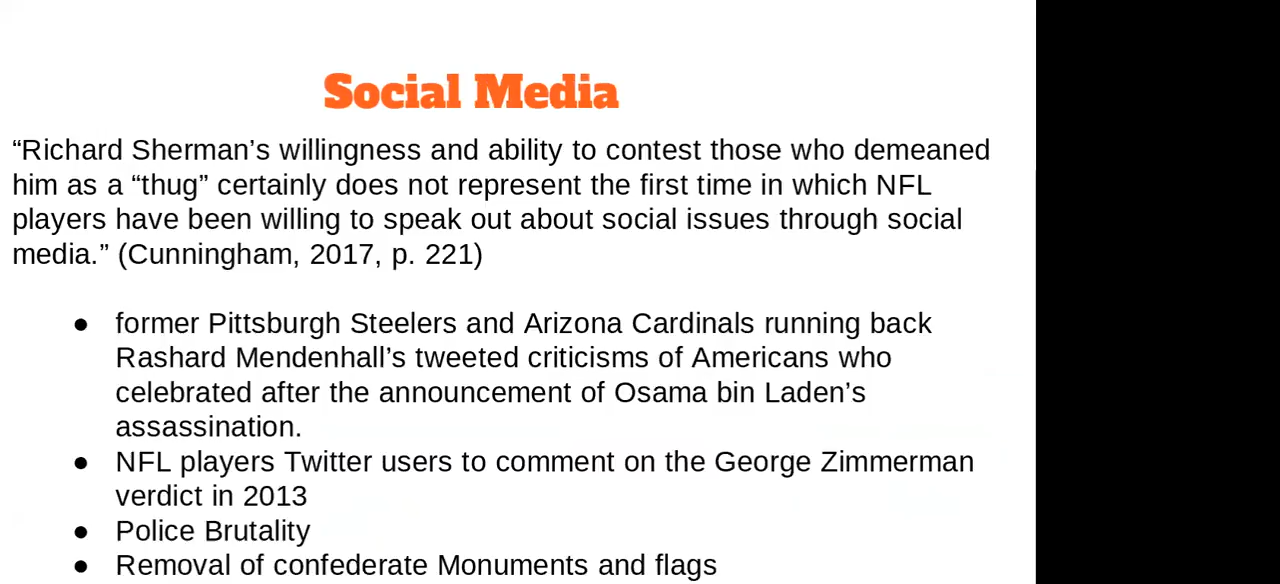 Social Media
“Richard Sherman’s willingness and ability to contest those who demeaned
him as a “thug” certainly does not represent the first time in which NFL
players have been willing to speak out about social issues through social
media.” (Cunningham, 2017, p. 221)
● former Pittsburgh Steelers and Arizona Cardinals running back
Rashard Mendenhall’s tweeted criticisms of Americans who
celebrated after the announcement of Osama bin Laden’s
assassination.
● NFL players Twitter users to comment on the George Zimmerman
verdict in 2013
● Police Brutality
● Removal of confederate Monuments and flags